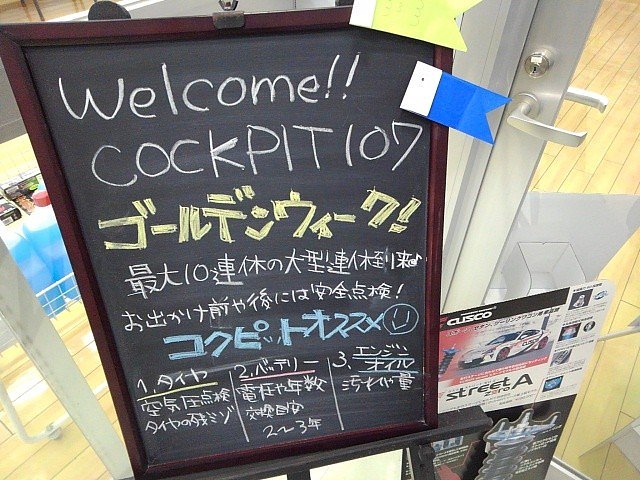 Welcome!!
COCKPIT 107
ゴールデンウィーク!
最大10連休の大型連休到来♪
お出かけ前や後には安全点検!
コクピットオススメ
1. タイヤ
空気圧点検
タイヤの残ミゾ
2. バッテリー
電圧や年数
交換目安
2～3年
3. エンジン
オイル
汚れや量
CUSCO
street
ZERO A